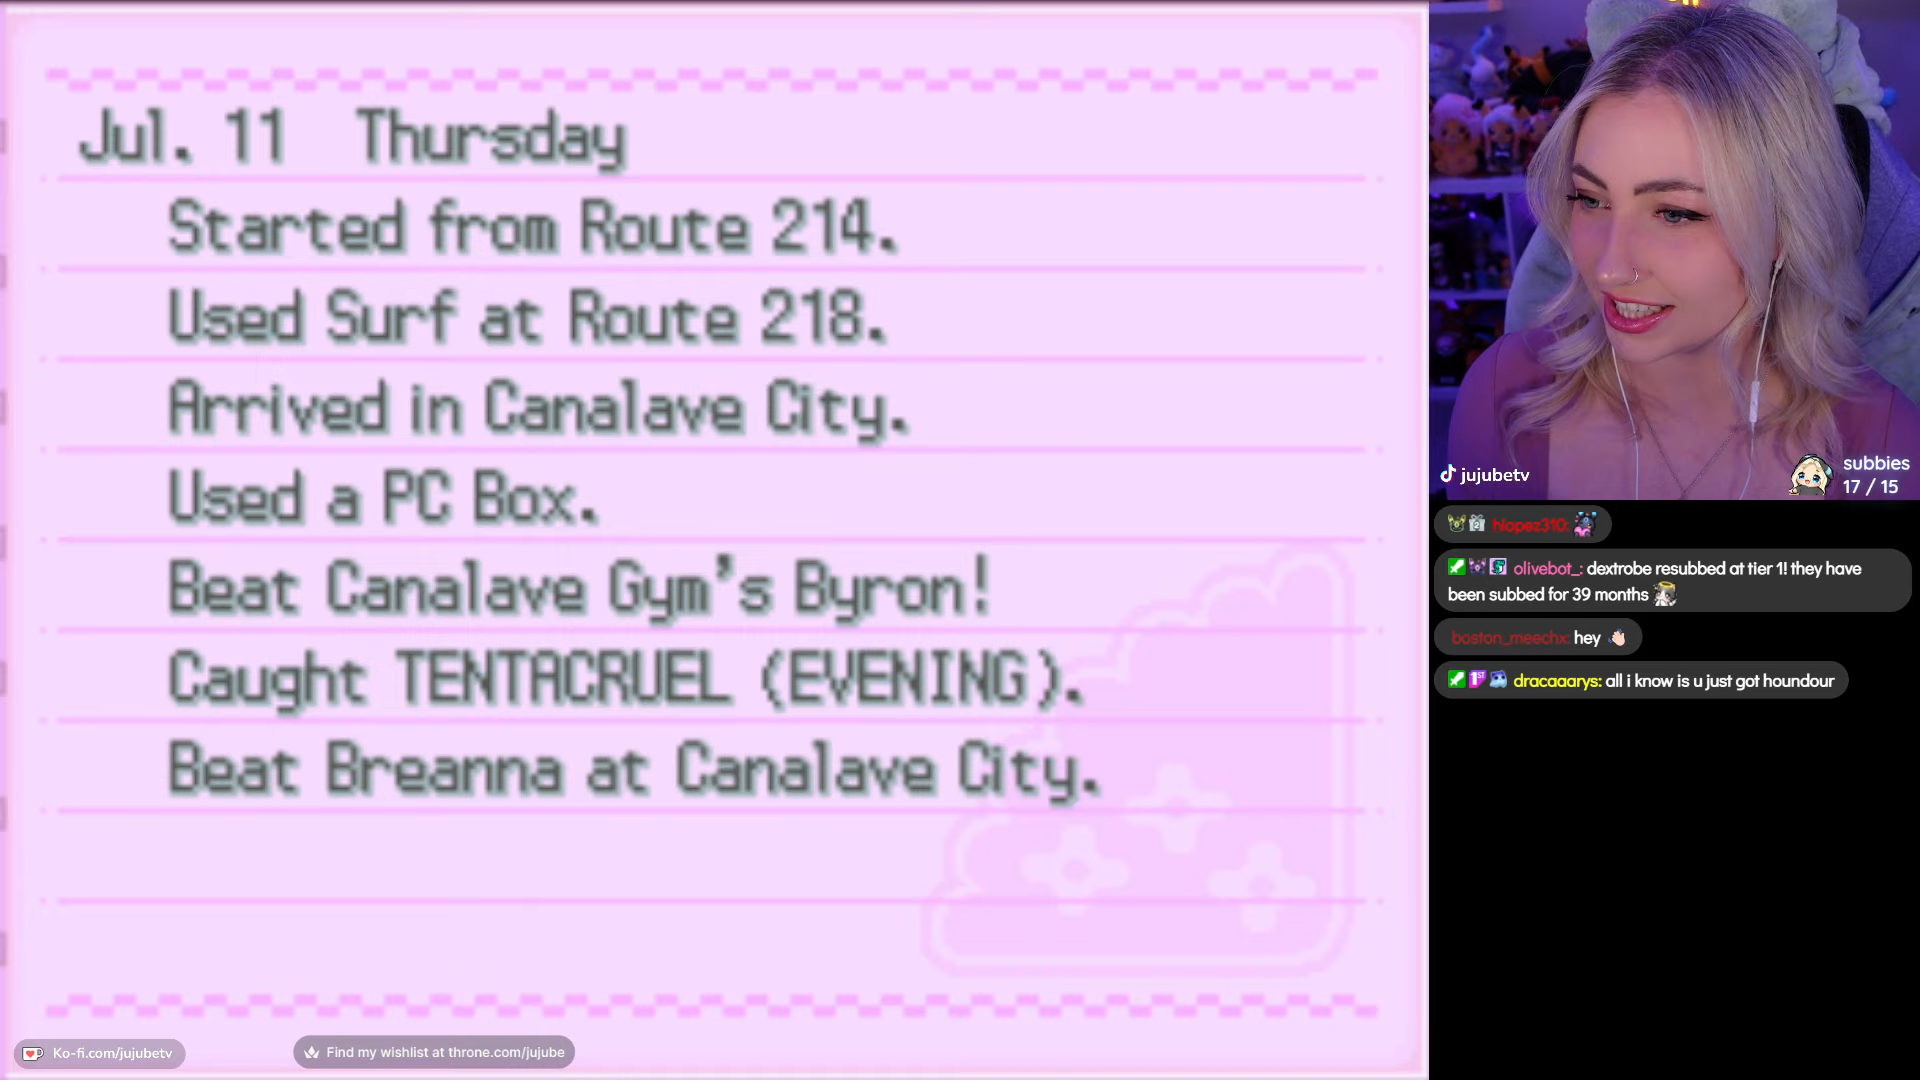 Jul. 11 Thursday
Started from Route 214.
Used Surf at Route 218.
Arrived in Canalave City.
Used a PC Box.
Beat Canalave Gym's Byron!
Caught TENTACRUEL (EVENING).
Beat Breanna at Canalave City.
Ko-fi.com/jujubetv
Find my wishlist at throne.com/jujube
jujubetv
subbies
17 / 15
hlopez310:
olivebot_: dextrobe resubbed at tier 1! they have
been subbed for 39 months
boston_meechx: hey
1ST dracaaarys: all i know is u just got houndour